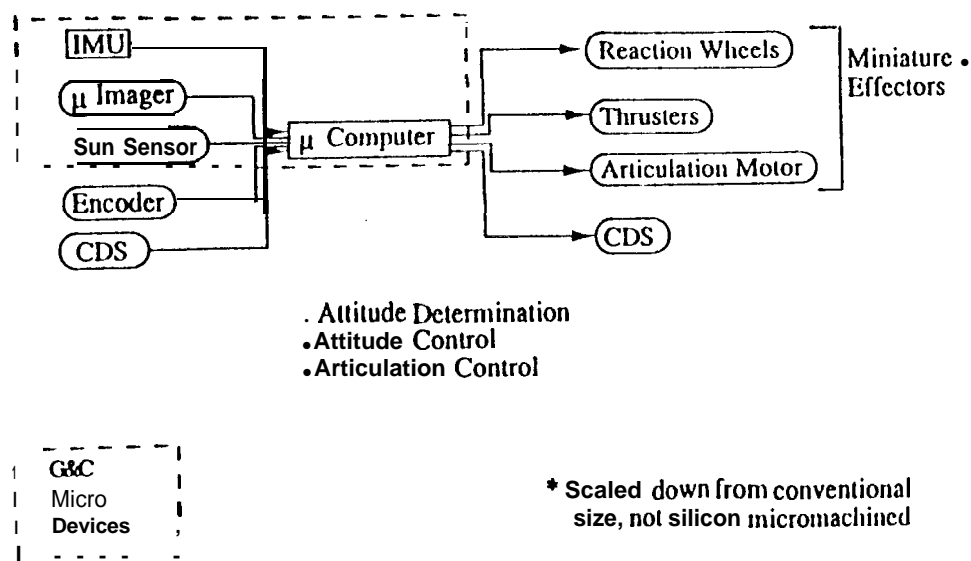 IMU
μ Imager
Sun Sensor
Encoder
CDS
μ Computer
Reaction Wheels
Thrusters
Articulation Motor
CDS
Miniature •
Effectors
. Attitude Determination
• Attitude Control
• Articulation Control
G&C
Micro
Devices
* Scaled down from conventional
size, not silicon micromachined